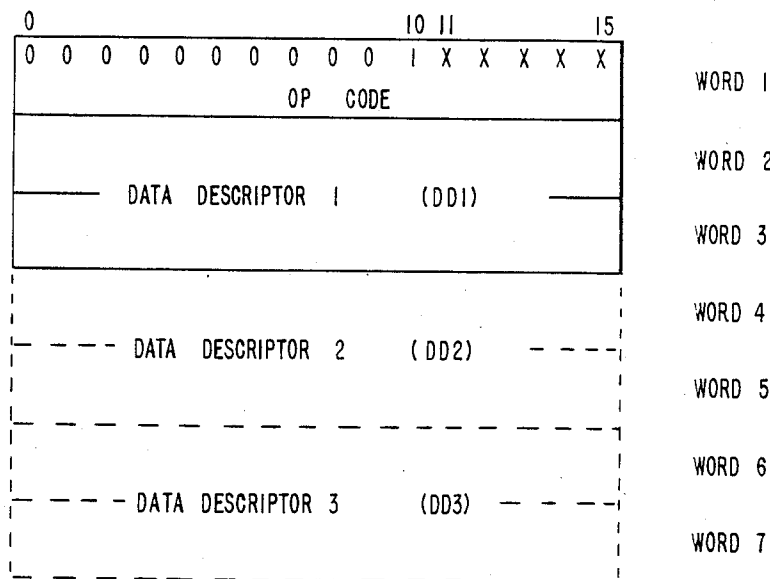 0 10 11 15
0 0 0 0 0 0 0 0 0 0 1 X X X X X
WORD 1
OP CODE
WORD 2
DATA DESCRIPTOR 1 (DD1)
WORD 3
WORD 4
DATA DESCRIPTOR 2 (DD2)
WORD 5
WORD 6
DATA DESCRIPTOR 3 (DD3)
WORD 7